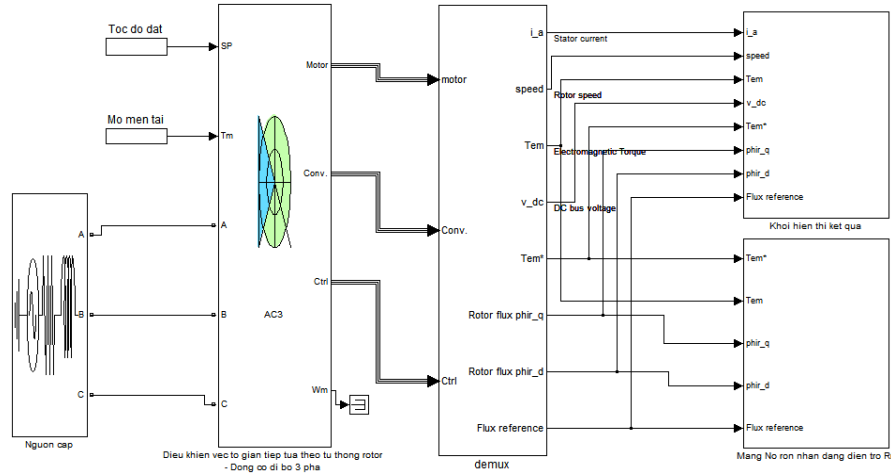 Toc do dat
Mo men tai
SP
Tm
A
B
C
Motor
Conv.
Ctrl
Wm
AC3
A
B
C
Nguon cap
Dieu khien vec to gian tiep tua theo tu thong rotor
- Dong co di bo 3 pha
motor
Conv.
Ctrl
i_a
speed
Tem
v_dc
Tem*
Rotor flux phir_q
Rotor flux phir_d
Flux reference
demux
Stator current
Rotor speed
Electromagnetic Torque
DC bus voltage
i_a
speed
Tem
v_dc
Tem*
phir_q
phir_d
Flux reference
Khoi hien thi ket qua
Tem*
Tem
phir_q
phir_d
Flux reference
Mang No ron nhan dang dien tro R